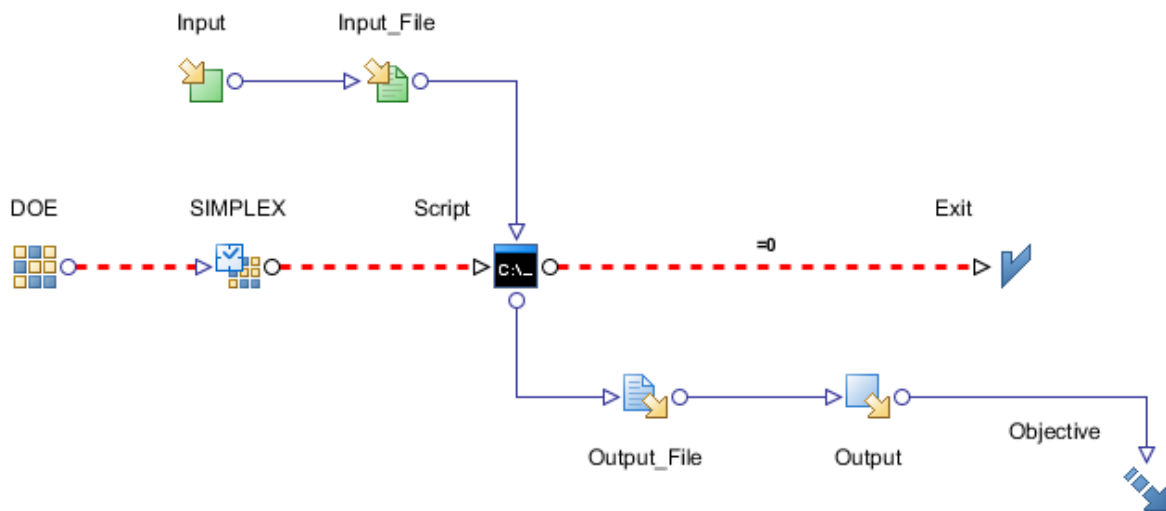 Input
Input_File
DOE
SIMPLEX
Script
Exit
=0
C:\_
Output_File
Output
Objective